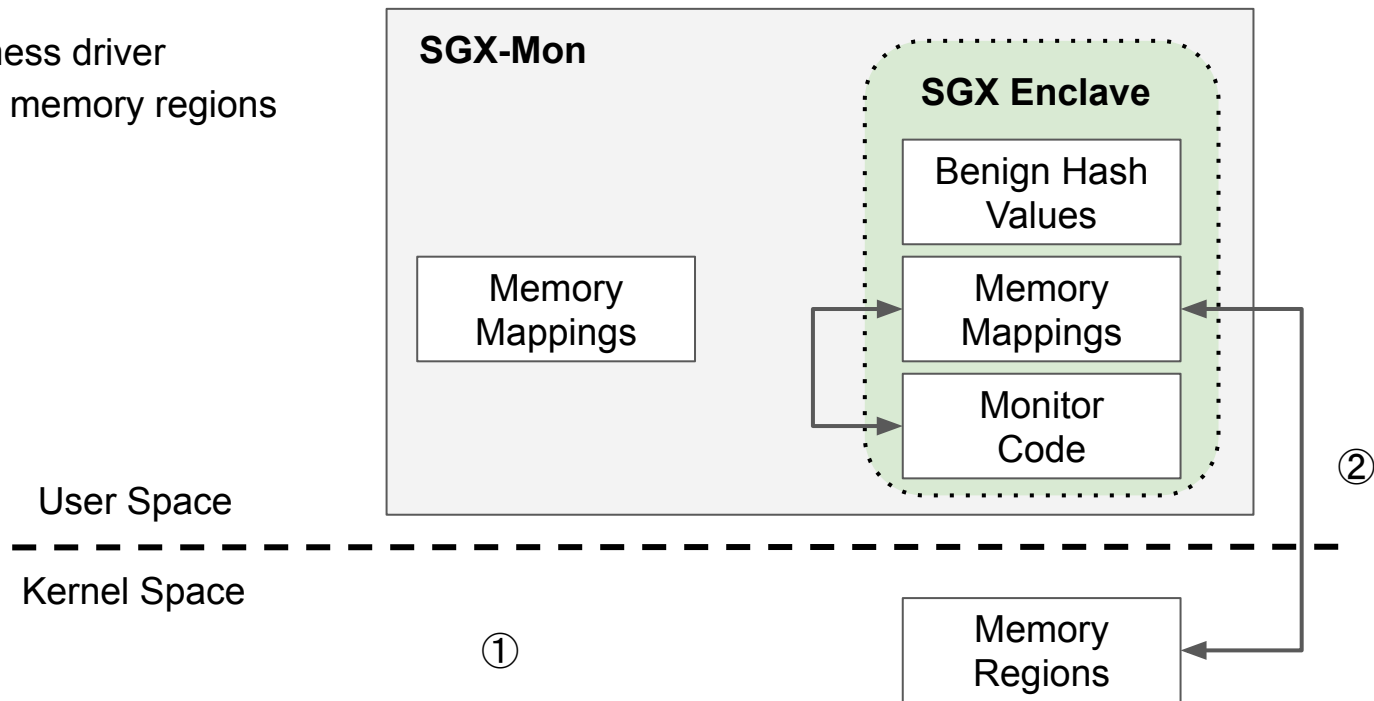 ness driver
memory regions
SGX-Mon
SGX Enclave
Benign Hash
Values
Memory
Mappings
Memory
Mappings
Monitor
Code
②
User Space
Kernel Space
①
Memory
Regions